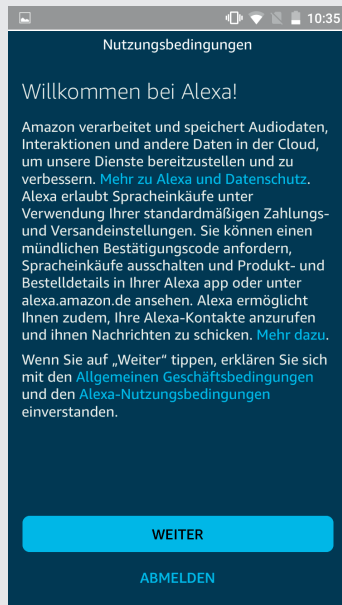 10:35
Nutzungsbedingungen
Willkommen bei Alexa!
Amazon verarbeitet und speichert Audiodaten,
Interaktionen und andere Daten in der Cloud,
um unsere Dienste bereitzustellen und zu
verbessern. Mehr zu Alexa und Datenschutz.
Alexa erlaubt Spracheinkäufe unter
Verwendung Ihrer standardmäßigen Zahlungs-
und Versandeinstellungen. Sie können einen
mündlichen Bestätigungscode anfordern,
Spracheinkäufe ausschalten und Produkt- und
Bestelldetails in Ihrer Alexa app oder unter
alexa.amazon.de ansehen. Alexa ermöglicht
Ihnen zudem, Ihre Alexa-Kontakte anzurufen
und ihnen Nachrichten zu schicken. Mehr dazu.
Wenn Sie auf „Weiter“ tippen, erklären Sie sich
mit den Allgemeinen Geschäftsbedingungen
und den Alexa-Nutzungsbedingungen
einverstanden.
WEITER
ABMELDEN